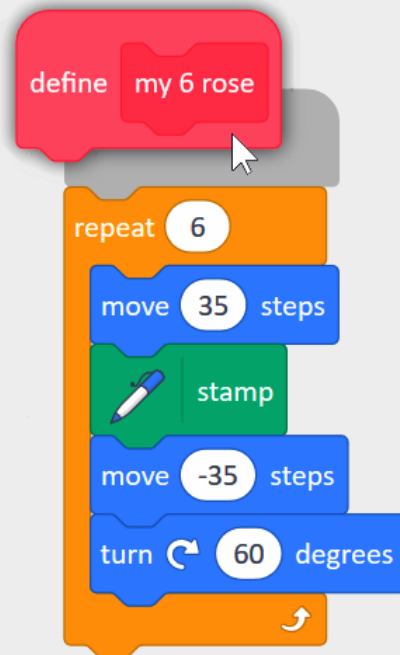 define my 6 rose
repeat 6
move 35 steps
stamp
move -35 steps
turn 60 degrees